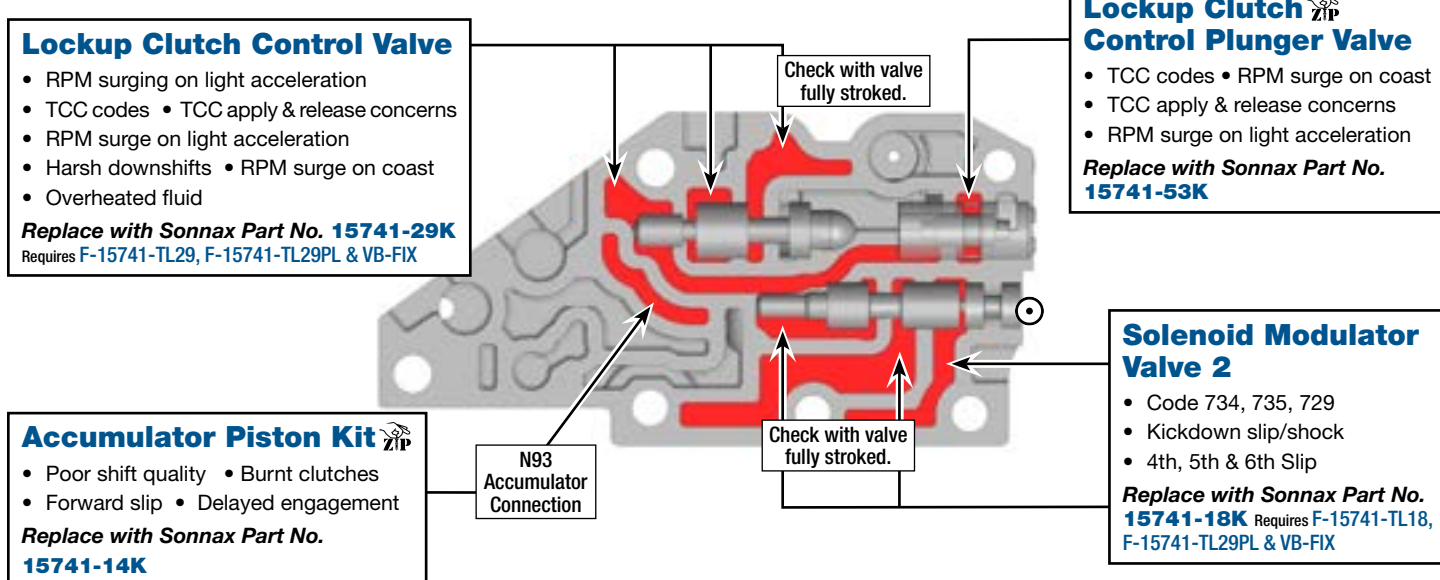 Lockup Clutch Control Valve
• RPM surging on light acceleration
• TCC codes • TCC apply & release concerns
• RPM surge on light acceleration
• Harsh downshifts • RPM surge on coast
• Overheated fluid
Replace with Sonnax Part No. 15741-29K
Requires F-15741-TL29, F-15741-TL29PL & VB-FIX
Check with valve
fully stroked.
Lockup Clutch ZIP
Control Plunger Valve
• TCC codes • RPM surge on coast
• TCC apply & release concerns
• RPM surge on light acceleration
Replace with Sonnax Part No.
15741-53K
Accumulator Piston Kit ZIP
• Poor shift quality • Burnt clutches
• Forward slip • Delayed engagement
Replace with Sonnax Part No.
15741-14K
N93
Accumulator
Connection
Check with valve
fully stroked.
Solenoid Modulator
Valve 2
• Code 734, 735, 729
• Kickdown slip/shock
• 4th, 5th & 6th Slip
Replace with Sonnax Part No.
15741-18K Requires F-15741-TL18,
F-15741-TL29PL & VB-FIX